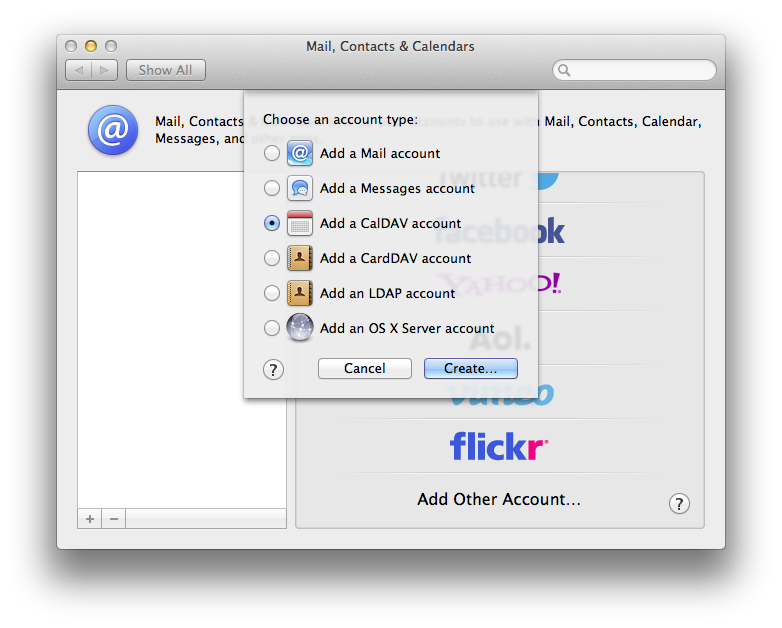 Mail, Contacts & Calendars
Show All
Choose an account type:
Mail, Contacts accounts to use with Mail, Contacts, Calendar,
Messages, and other apps
Add a Mail account
twitter
Add a Messages account
Add a CalDAV account
facebook
Add a CardDAV account
YAHOO!
Add an LDAP account
Add an OS X Server account
Aol.
?
Cancel
Create...
vimeo
flickr
Add Other Account...
?
+
−